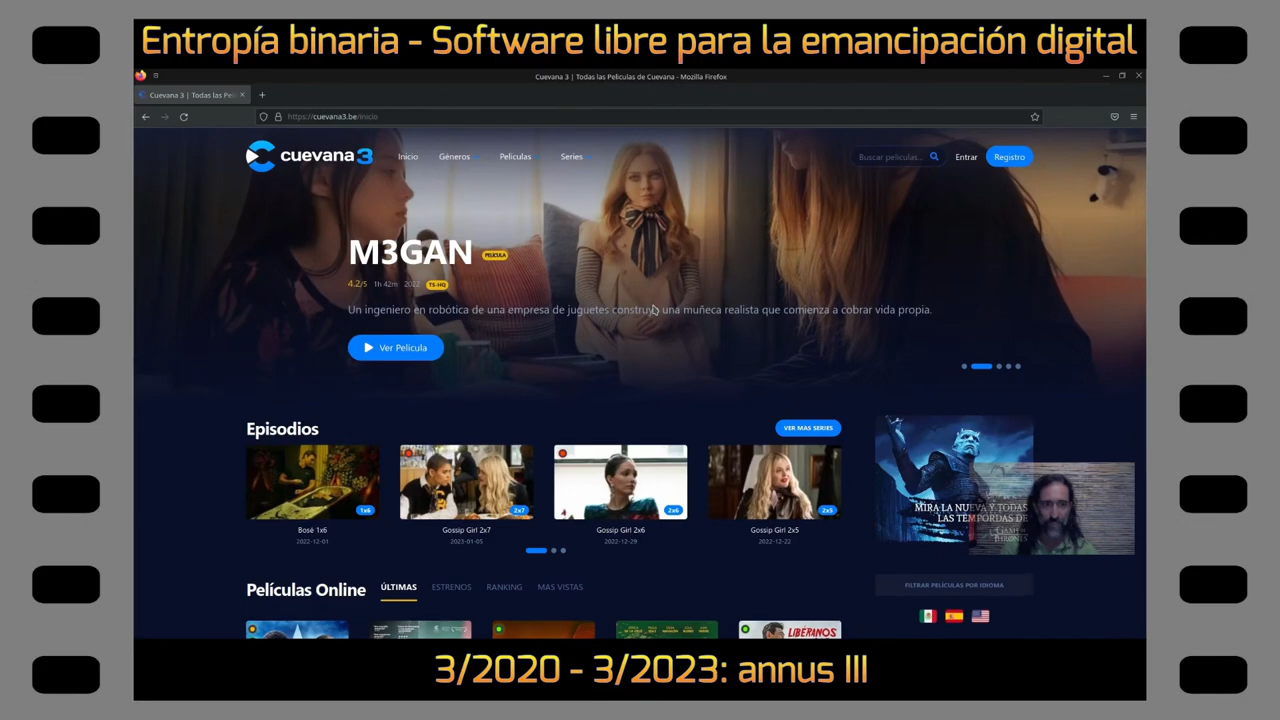 Entropía binaria - Software libre para la emancipación digital
Cuevana 3 | Todas las Peliculas de Cuevana - Mozilla Firefox
Cuevana 3 | Todas las Pel
https://cuevana3.be/inicio
cuevana3
Inicio
Géneros
Películas
Series
Buscar peliculas...
Entrar
Registro
M3GAN
PELÍCULA
4.2/5 1h 42m 2022 TS-HQ
Un ingeniero en robótica de una empresa de juguetes construye una muñeca realista que comienza a cobrar vida propia.
Ver Pelicula
Episodios
VER MAS SERIES
1x6
2x7
2x6
2x5
Bosé 1x6
Gossip Girl 2x7
Gossip Girl 2x6
Gossip Girl 2x5
2022-12-01
2023-01-05
2022-12-29
2022-12-22
MIRA LA NUEVA Y TODAS
LAS TEMPORDAS DE
GAME OF
THRONES
Películas Online
ÚLTIMAS
ESTRENOS
RANKING
MAS VISTAS
FILTRAR PELÍCULAS POR IDIOMA
LIBÉRANOS
3/2020 - 3/2023: annus III